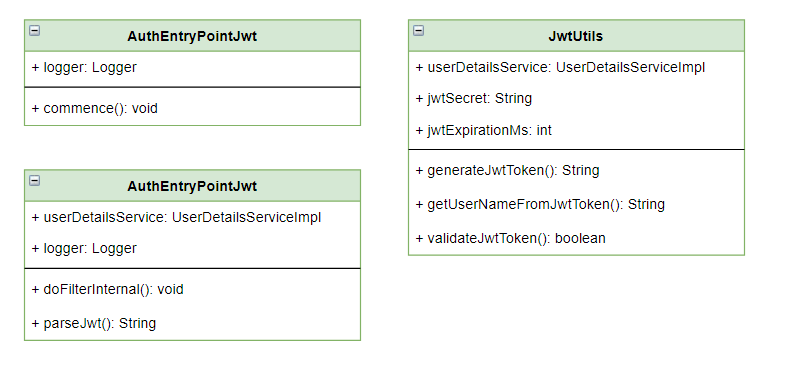 AuthEntryPointJwt
+ logger: Logger
+ commence(): void
AuthEntryPointJwt
+ userDetailsService: UserDetailsServiceImpl
+ logger: Logger
+ doFilterInternal(): void
+ parseJwt(): String
JwtUtils
+ userDetailsService: UserDetailsServiceImpl
+ jwtSecret: String
+ jwtExpirationMs: int
+ generateJwtToken(): String
+ getUserNameFromJwtToken(): String
+ validateJwtToken(): boolean